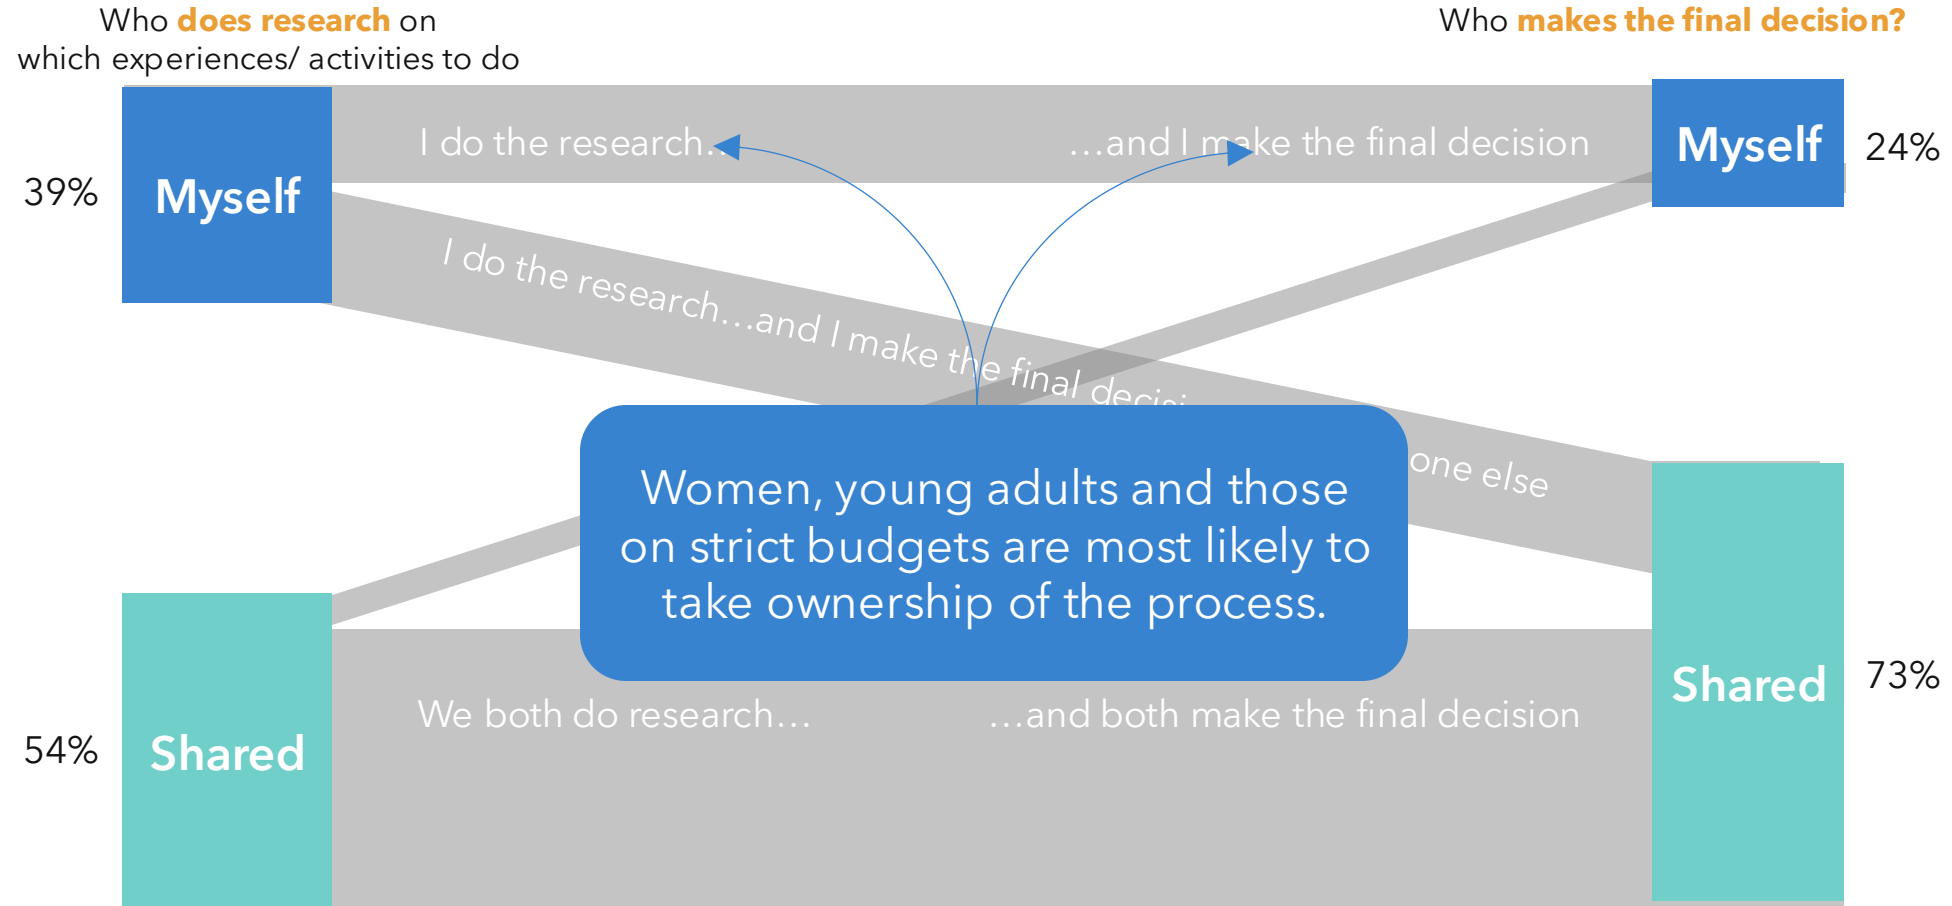 Who does research on
which experiences/ activities to do
Who makes the final decision?
39%
Myself
I do the research…
…and I make the final decision
Myself
24%
I do the research…and I make the final
one else
Women, young adults and those
on strict budgets are most likely to
take ownership of the process.
54%
Shared
We both do research…
…and both make the final decision
Shared
73%